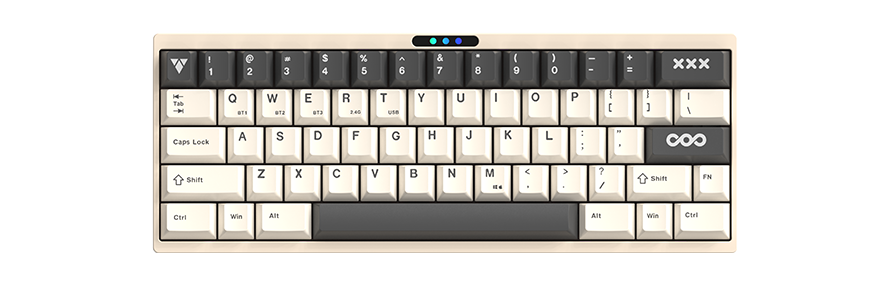 ! @ # $ % ^ & * ( ) — +
1 2 3 4 5 6 7 8 9 0 - = XXX
Tab Q W E R T Y U I O P { } |
BT1 BT2 BT3 2.4G USB [ ] \
Caps Lock A S D F G H J K L : "
; '
Shift Z X C V B N M < > ? Shift FN
, . /
Ctrl Win Alt Alt Win Ctrl